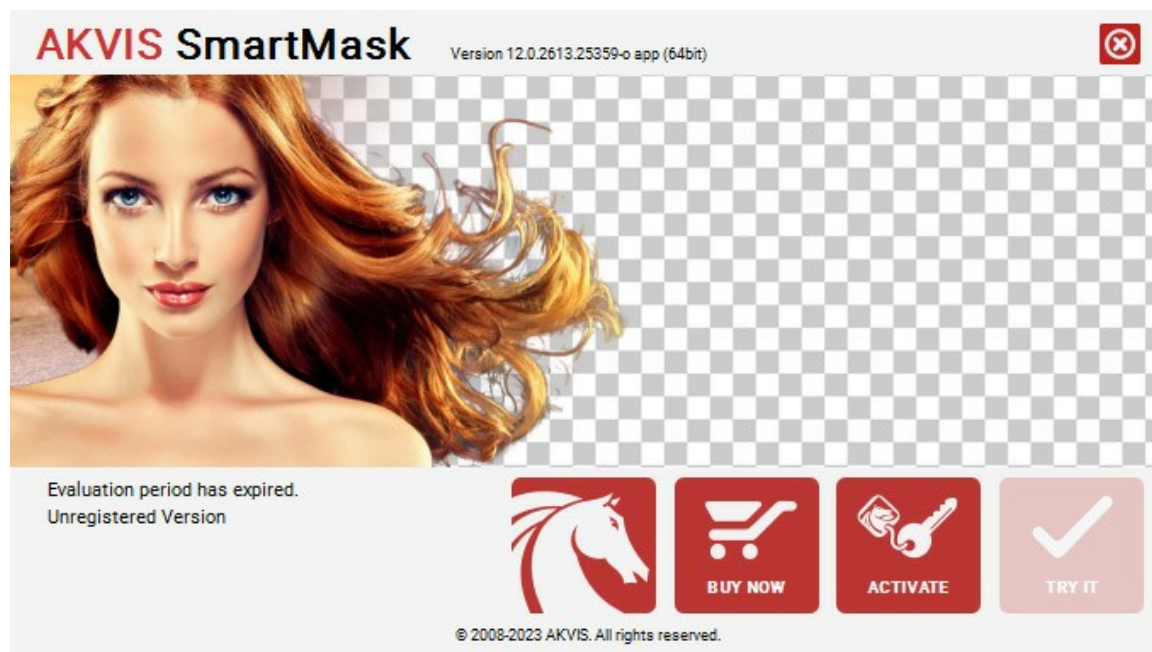 AKVIS SmartMask Version 12.0.2613.25359-o app (64bit)
Evaluation period has expired.
Unregistered Version
BUY NOW ACTIVATE TRY IT
© 2008-2023 AKVIS. All rights reserved.